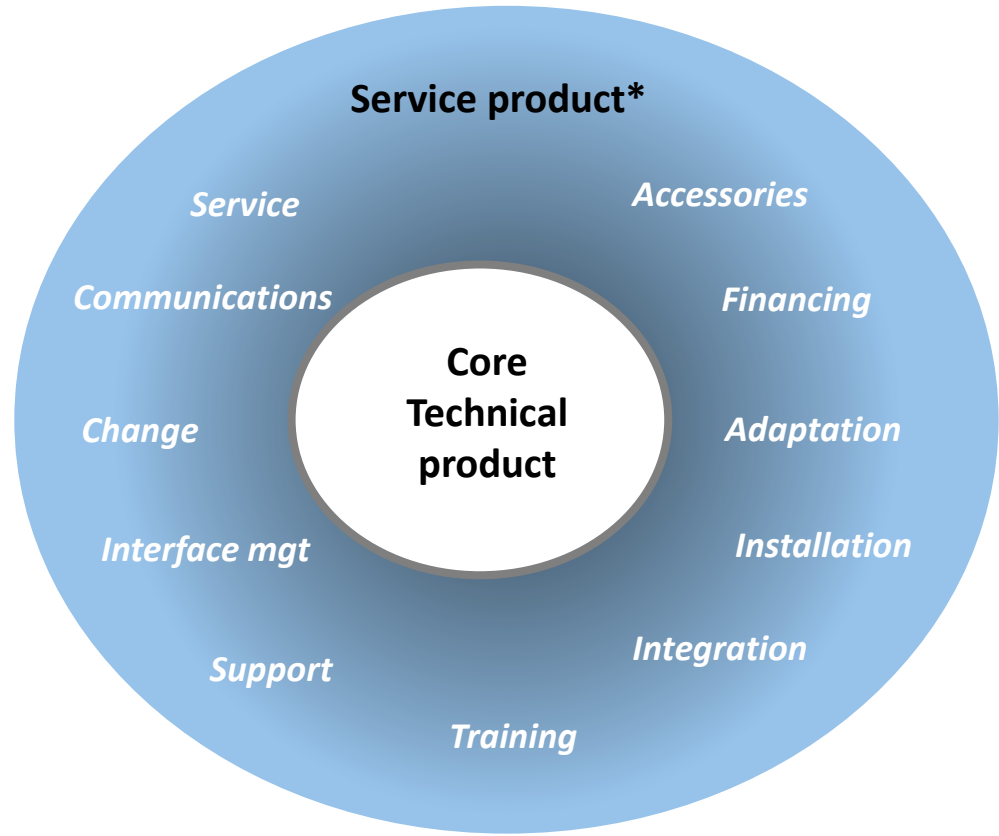 Service product*
Service
Accessories
Communications
Financing
Core
Technical
product
Change
Adaptation
Interface mgt
Installation
Support
Integration
Training